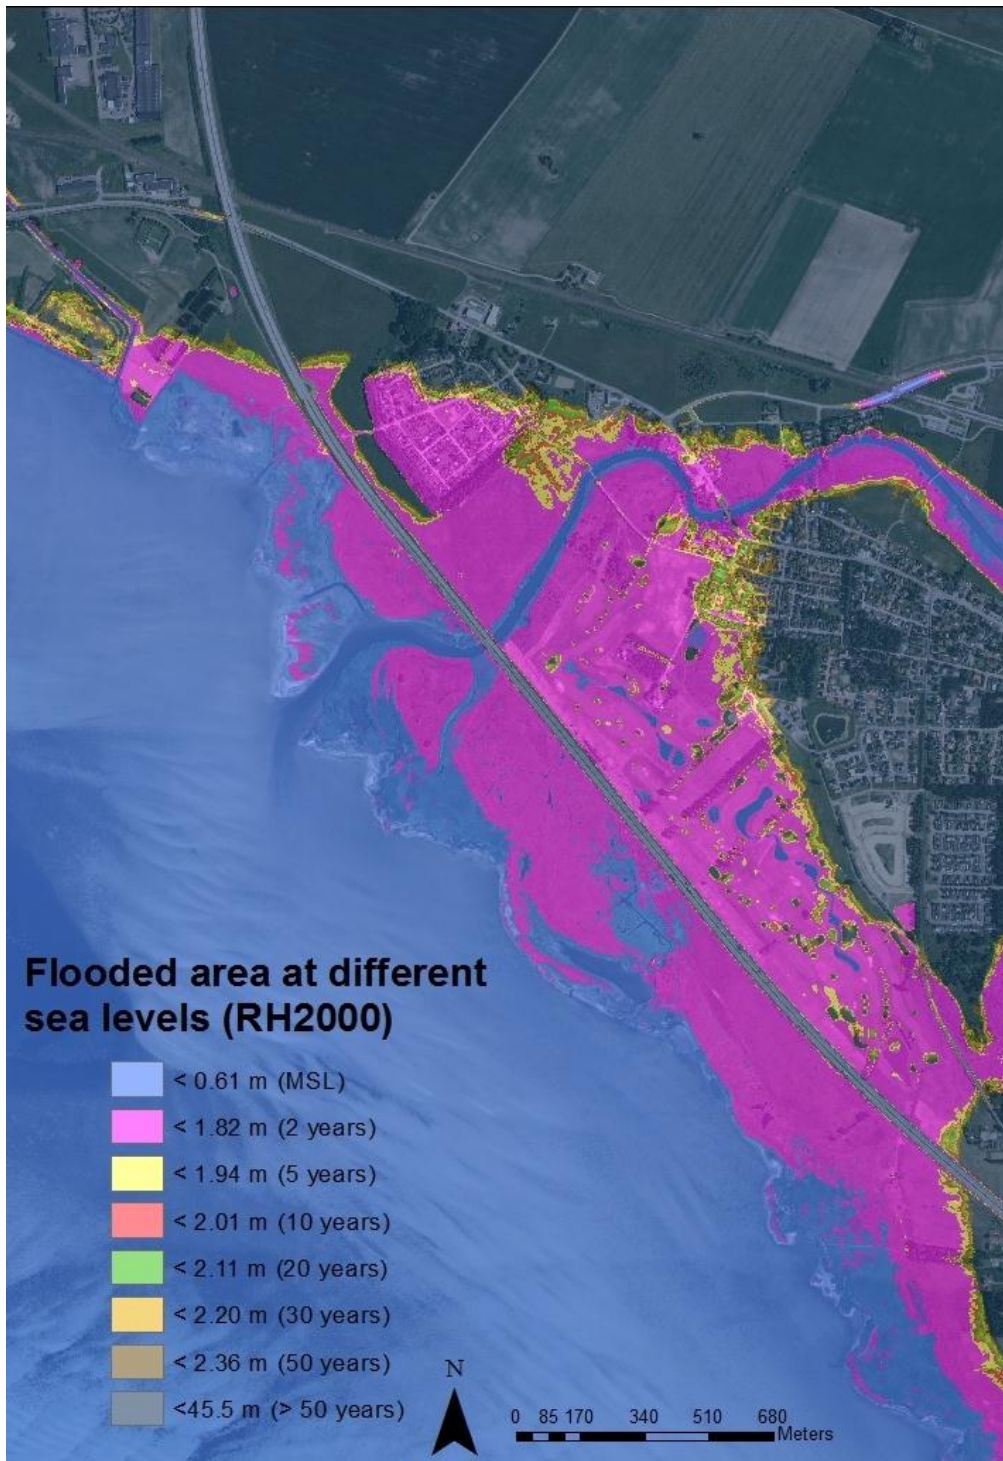 Flooded area at different
sea levels (RH2000)
< 0.61 m (MSL)
< 1.82 m (2 years)
< 1.94 m (5 years)
< 2.01 m (10 years)
< 2.11 m (20 years)
< 2.20 m (30 years)
< 2.36 m (50 years)
<45.5 m (> 50 years)
N
0 85 170 340 510 680
Meters